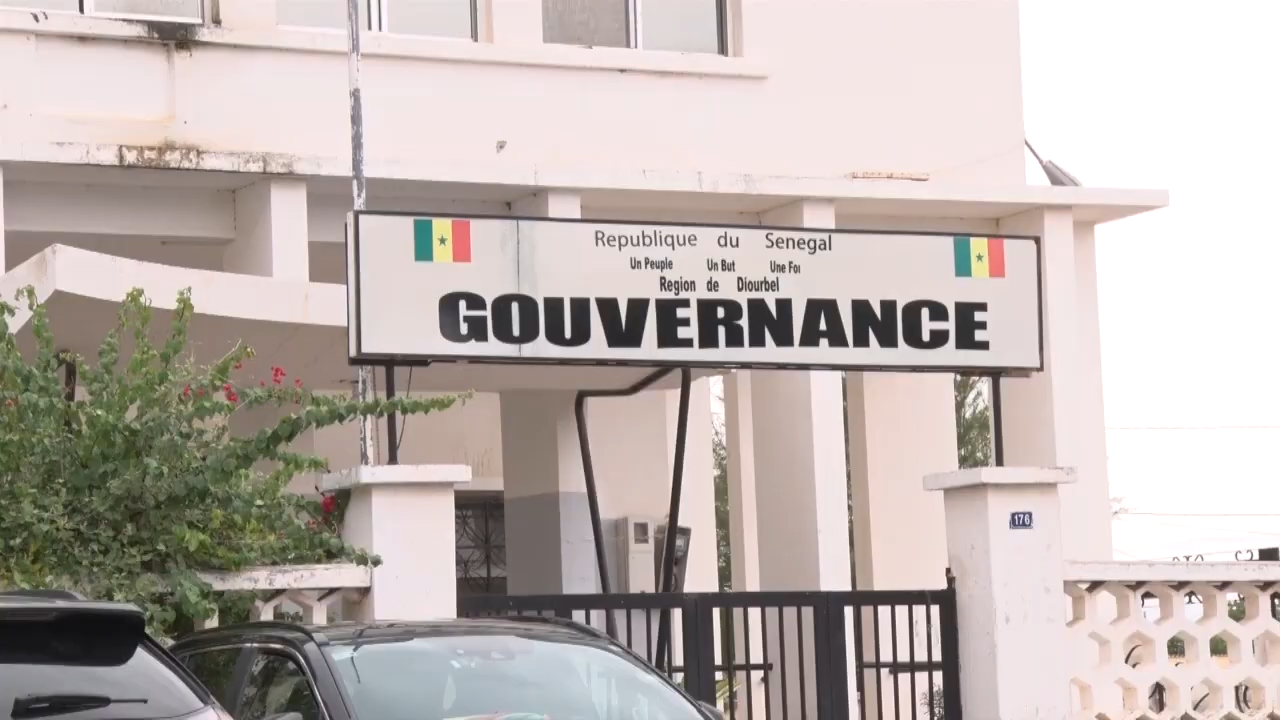 Republique du Senegal
Un Peuple Un But Une Foi
Region de Diourbel
GOUVERNANCE
176